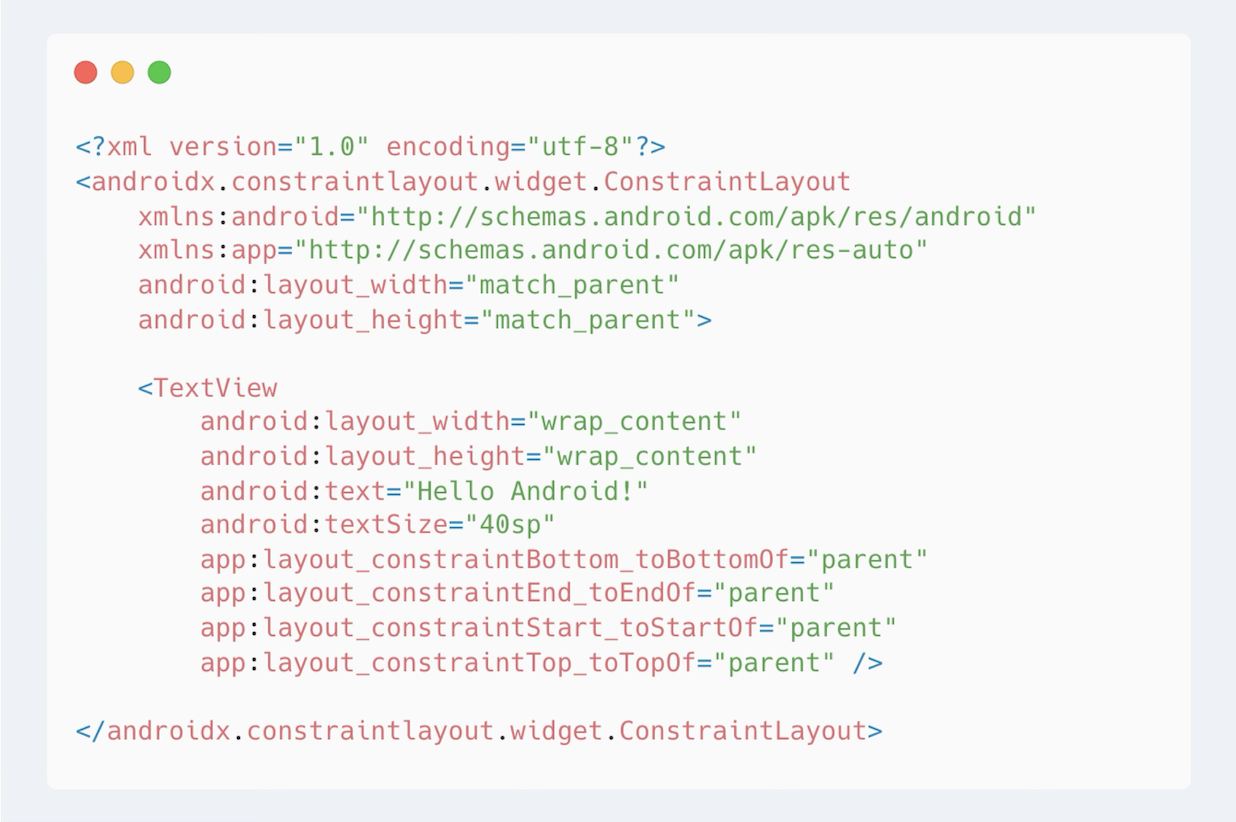 <?xml version="1.0" encoding="utf-8"?>
<androidx.constraintlayout.widget.ConstraintLayout
    xmlns:android="http://schemas.android.com/apk/res/android"
    xmlns:app="http://schemas.android.com/apk/res-auto"
    android:layout_width="match_parent"
    android:layout_height="match_parent">

    <TextView
        android:layout_width="wrap_content"
        android:layout_height="wrap_content"
        android:text="Hello Android!"
        android:textSize="40sp"
        app:layout_constraintBottom_toBottomOf="parent"
        app:layout_constraintEnd_toEndOf="parent"
        app:layout_constraintStart_toStartOf="parent"
        app:layout_constraintTop_toTopOf="parent" />

</androidx.constraintlayout.widget.ConstraintLayout>